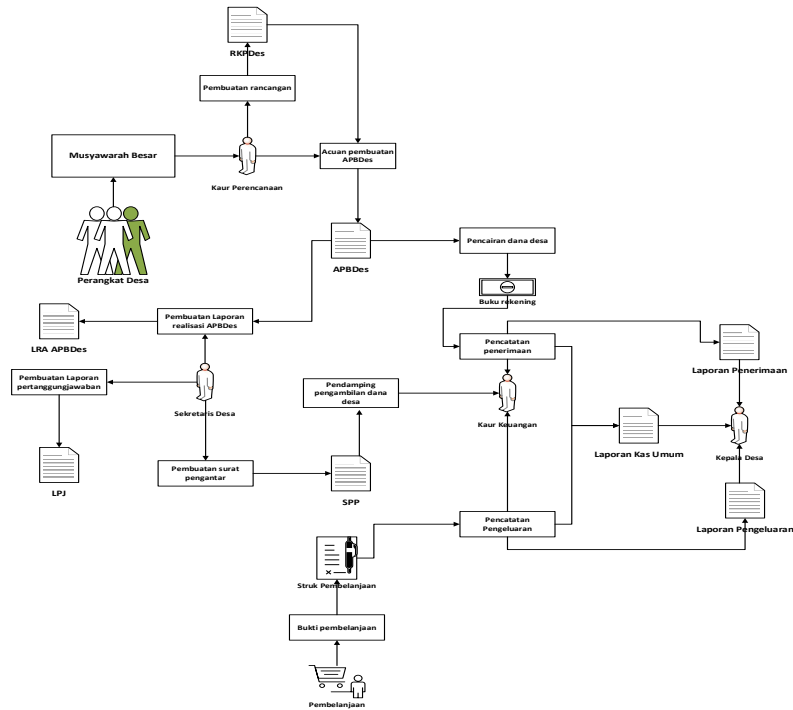 RKPDes
Pembuatan rancangan
Musyawarah Besar
Kaur Perencanaan
Acuan pembuatan
APBDes
Perangkat Desa
APBDes
Pencairan dana desa
Buku rekening
LRA APBDes
Pembuatan Laporan
realisasi APBDes
Pencatatan
penerimaan
Laporan Penerimaan
Pembuatan Laporan
pertanggungjawaban
Sekretaris Desa
Pendamping
pengambilan dana
desa
Kaur Keuangan
Laporan Kas Umum
Kepala Desa
LPJ
Pembuatan surat
pengantar
SPP
Pencatatan
Pengeluaran
Laporan Pengeluaran
Struk Pembelanjaan
Bukti pembelanjaan
Pembelanjaan